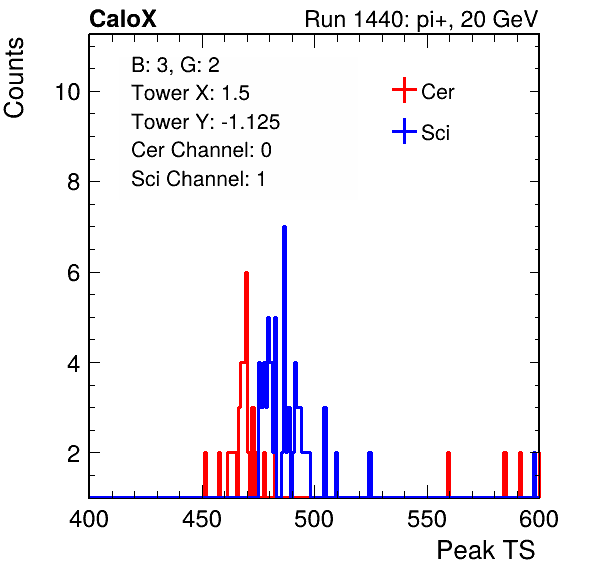 CaloX Run 1440: pi+, 20 GeV
Counts
B: 3, G: 2
Tower X: 1.5
Tower Y: -1.125
Cer Channel: 0
Sci Channel: 1
Cer
Sci
10
8
6
4
2
400 450 500 550 600
Peak TS